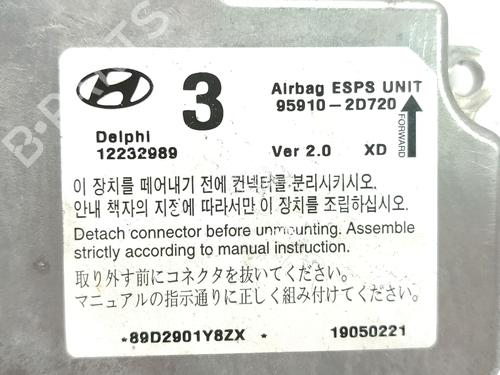 3
Airbag ESPS UNIT
95910-2D720
Delphi
12232989
FORWARD
Ver 2.0 XD
이 장치를 떼어내기 전에 컨넥터를 분리시키시오.
안내 책자의 지정에 따라서만 이 장치를 조립하십시오.
Detach connector before unmounting. Assemble
strictly according to manual instruction.
取り外す前にコネクタを抜いてください。
マニュアルの指示通りに正しく組み付けてください。
*89D2901Y8ZX* 19050221